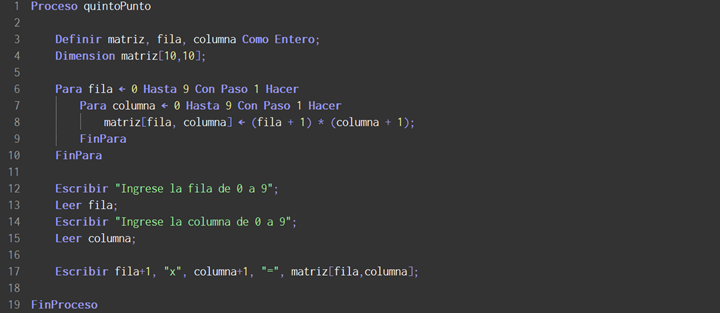 1 Proceso quintoPunto
2
3 Definir matriz, fila, columna Como Entero;
4 Dimension matriz[10,10];
5
6 Para fila ← 0 Hasta 9 Con Paso 1 Hacer
7 Para columna ← 0 Hasta 9 Con Paso 1 Hacer
8 matriz[fila, columna] ← (fila + 1) * (columna + 1);
9 FinPara
10 FinPara
11
12 Escribir "Ingrese la fila de 0 a 9";
13 Leer fila;
14 Escribir "Ingrese la columna de 0 a 9";
15 Leer columna;
16
17 Escribir fila+1, "x", columna+1, "=", matriz[fila,columna];
18
19 FinProceso